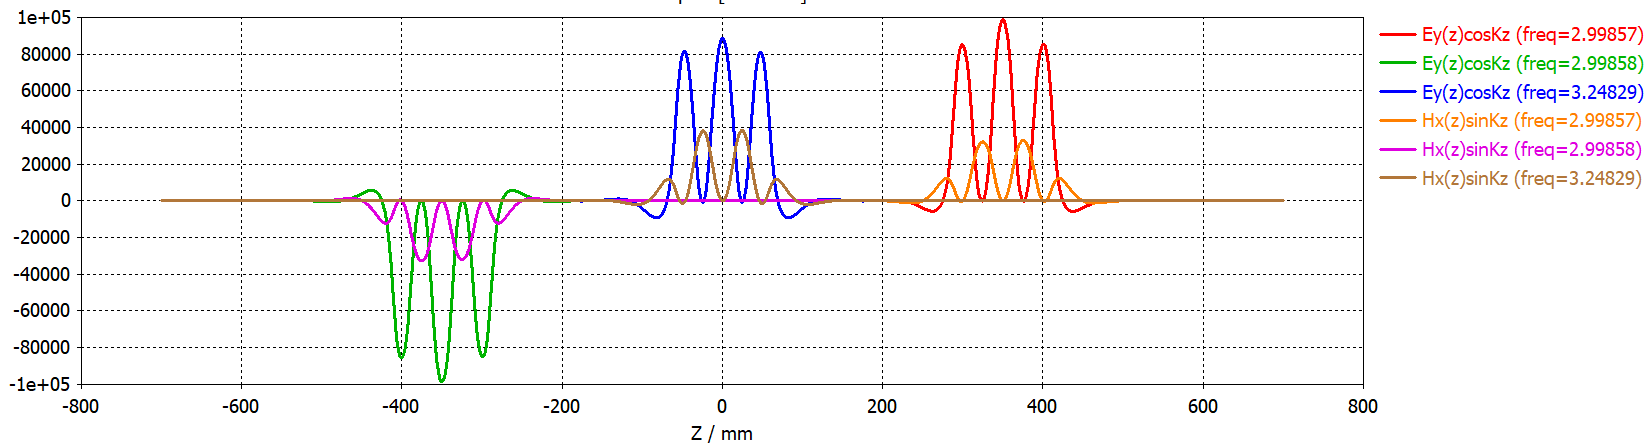 1e+05
80000
60000
40000
20000
0
-20000
-40000
-60000
-80000
-1e+05
-800 -600 -400 -200 0 200 400 600 800
Z / mm
Ey(z)cosKz (freq=2.99857)
Ey(z)cosKz (freq=2.99858)
Ey(z)cosKz (freq=3.24829)
Hx(z)sinKz (freq=2.99857)
Hx(z)sinKz (freq=2.99858)
Hx(z)sinKz (freq=3.24829)